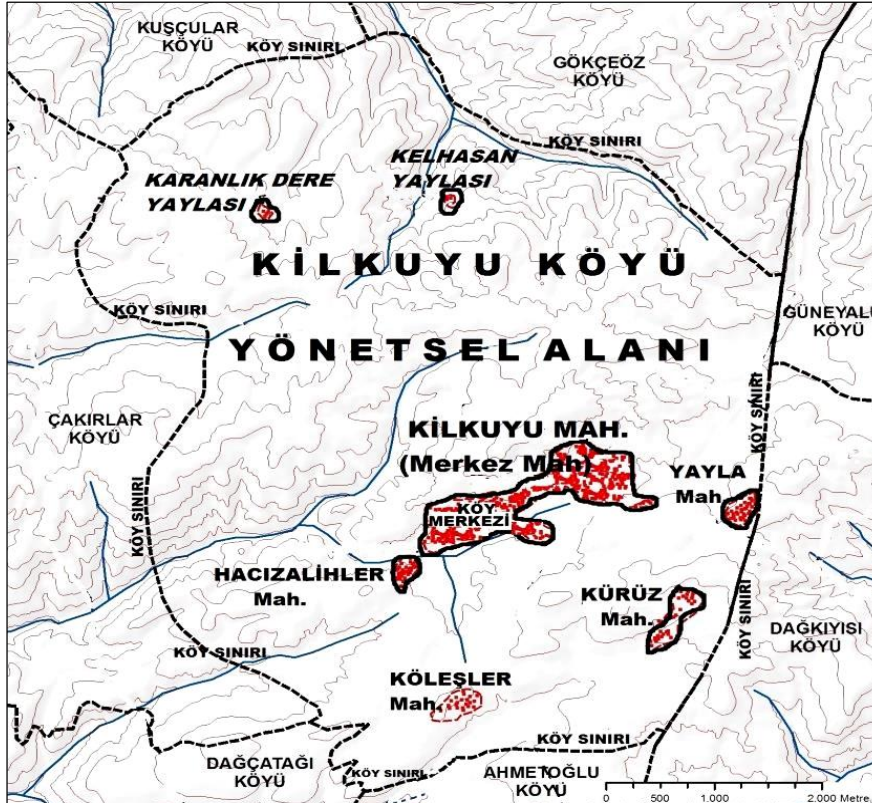 KUŞÇULAR
KÖYÜ
KÖY SINIRI
GÖKÇEÖZ
KÖYÜ
KÖY SINIRI
KELHASAN
YAYLASI
KARANLIK DERE
YAYLASI
KİLKUYU KÖYÜ
KÖY SINIRI
GÜNEYALU
KÖYÜ
YÖNETSEL ALANI
KÖY SINIRI
ÇAKIRLAR
KÖYÜ
KİLKUYU MAH.
(Merkez Mah)
YAYLA
Mah.
KÖY
MERKEZİ
KÖY SINIRI
HACIZALİHLER
Mah.
KÜRÜZ
Mah.
DAĞKIYISI
KÖYÜ
KÖY SINIRI
KÖY SINIRI
KÖLEŞLER
Mah.
KÖY SINIRI
DAĞÇATAĞI
KÖYÜ
KÖY SINIRI
AHMETOĞLU
KÖYÜ
0 500 1.000 2.000 Metre